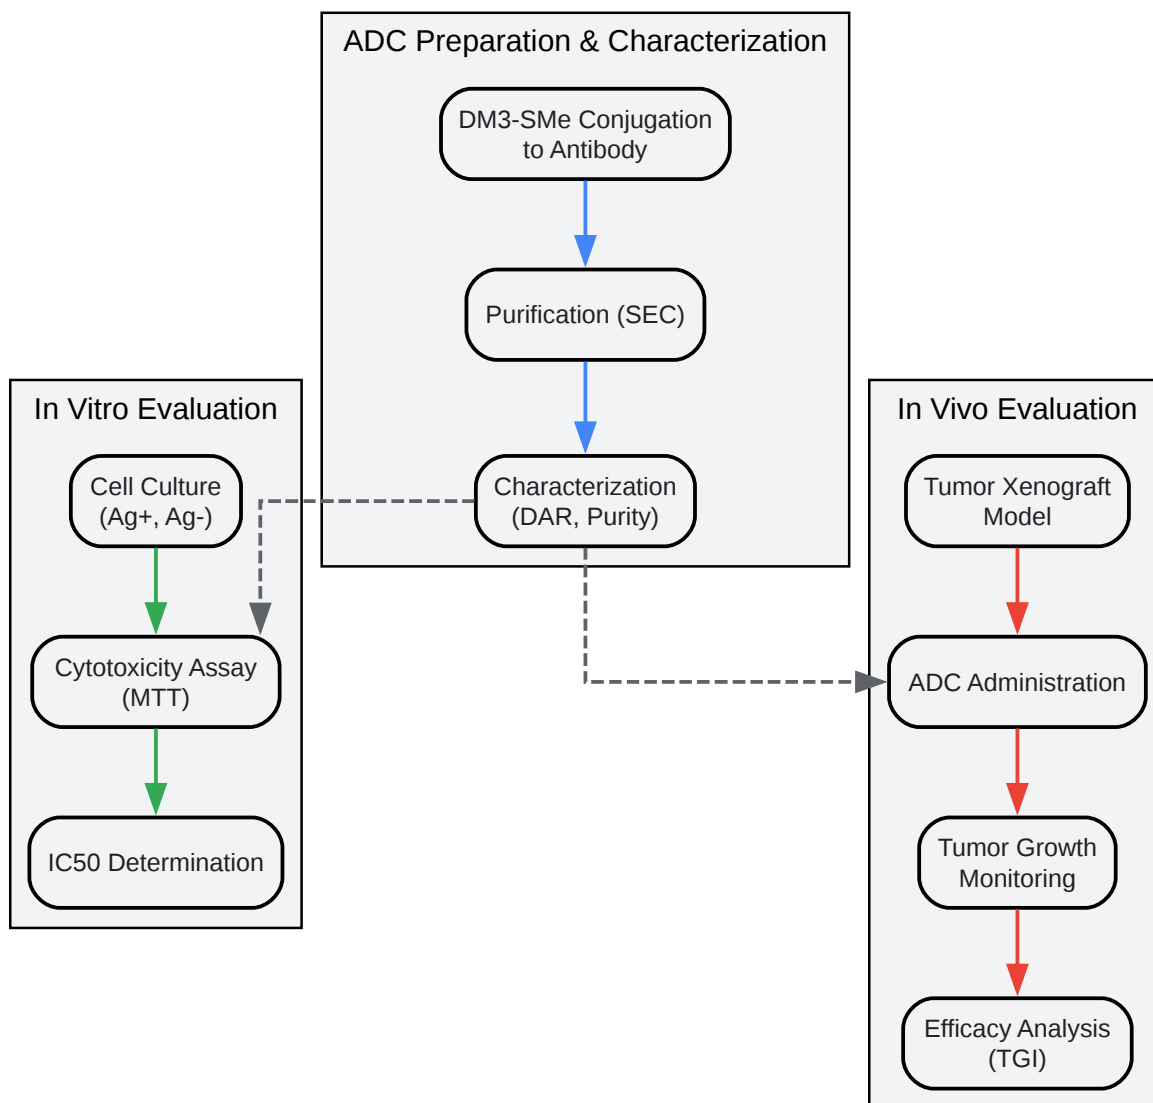 ADC Preparation & Characterization
DM3-SMe Conjugation
to Antibody
Purification (SEC)
Characterization
(DAR, Purity)
In Vitro Evaluation
Cell Culture
(Ag+, Ag-)
Cytotoxicity Assay
(MTT)
IC50 Determination
In Vivo Evaluation
Tumor Xenograft
Model
ADC Administration
Tumor Growth
Monitoring
Efficacy Analysis
(TGI)